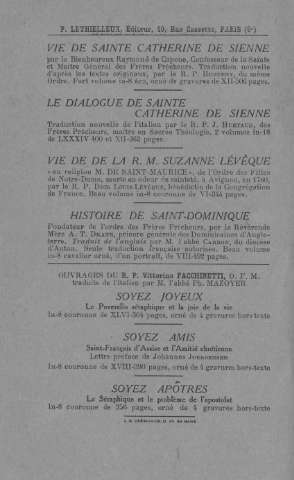 P. LETHIELLEUX, Éditeur, 10, Rue Cassette, PARIS (6e)
VIE DE SAINTE CATHERINE DE SIENNE
par le Bienheureux Raymond de Capoue, Confesseur de la Sainte
et Maître Général des Frères Prêcheurs. Traduction nouvelle
d'après les textes originaux, par le R. P. HUGUENY, du même
Ordre. Fort volume in-8 écu, orné de gravures de XII-506 pages.
LE DIALOGUE DE SAINTE
CATHERINE DE SIENNE
Traduction nouvelle de l'italien par le R. P. J. HURTAUD, des
Frères Prêcheurs, maître en Sacrée Théologie, 2 volumes in-18
de LXXXIV 400 et XII-362 pages.
VIE DE DE LA R. M. SUZANNE LÉVÊQUE
« en religion M. DE SAINT-MAURICE », de l'Ordre des Filles
de Notre-Dame, morte en odeur de sainteté, à Avignon, en
par le R. P. Dom LOUIS LÉVÊQUE, bénédictin de la Congrégation
de France. Beau volume in-8 couronne de VI-344 pages.
HISTOIRE DE SAINT-DOMINIQUE
Fondateur de l'ordre des Frères Prêcheurs, par la Révérende
Mère A. T. DRANE, prieure générale des Dominicaines d'Angle-
terre. Traduit de l'anglais par M. l'abbé CARDON, du diocèse
d'Autun. Seule traduction française autorisée. Beau volume
in-8 cavalier orné, d'un portrait, de VIII-492 pages.
OUVRAGES DU R. P. Vittorino FACCHINETTI, O. F. M.
traduits de l'italien par M. l'abbé Ph. MAZOYER
SOYEZ JOYEUX
Le Poverello séraphique et la joie de la vie
In-8 couronne de XLVI-304 pages, orné de 4 gravures hors-texte
SOYEZ AMIS
Saint-François d'Assise et l'Amitié chrétienne
Lettre préface de Johannes JOERGENSEN
In-8 couronne de XVIII-290 pages, orné de 4 gravures hors-texte
SOYEZ APÔTRES
Le Séraphique et le problème de l'apostolat
In-8 couronne de 256 pages, orné de 4 gravures hors-texte